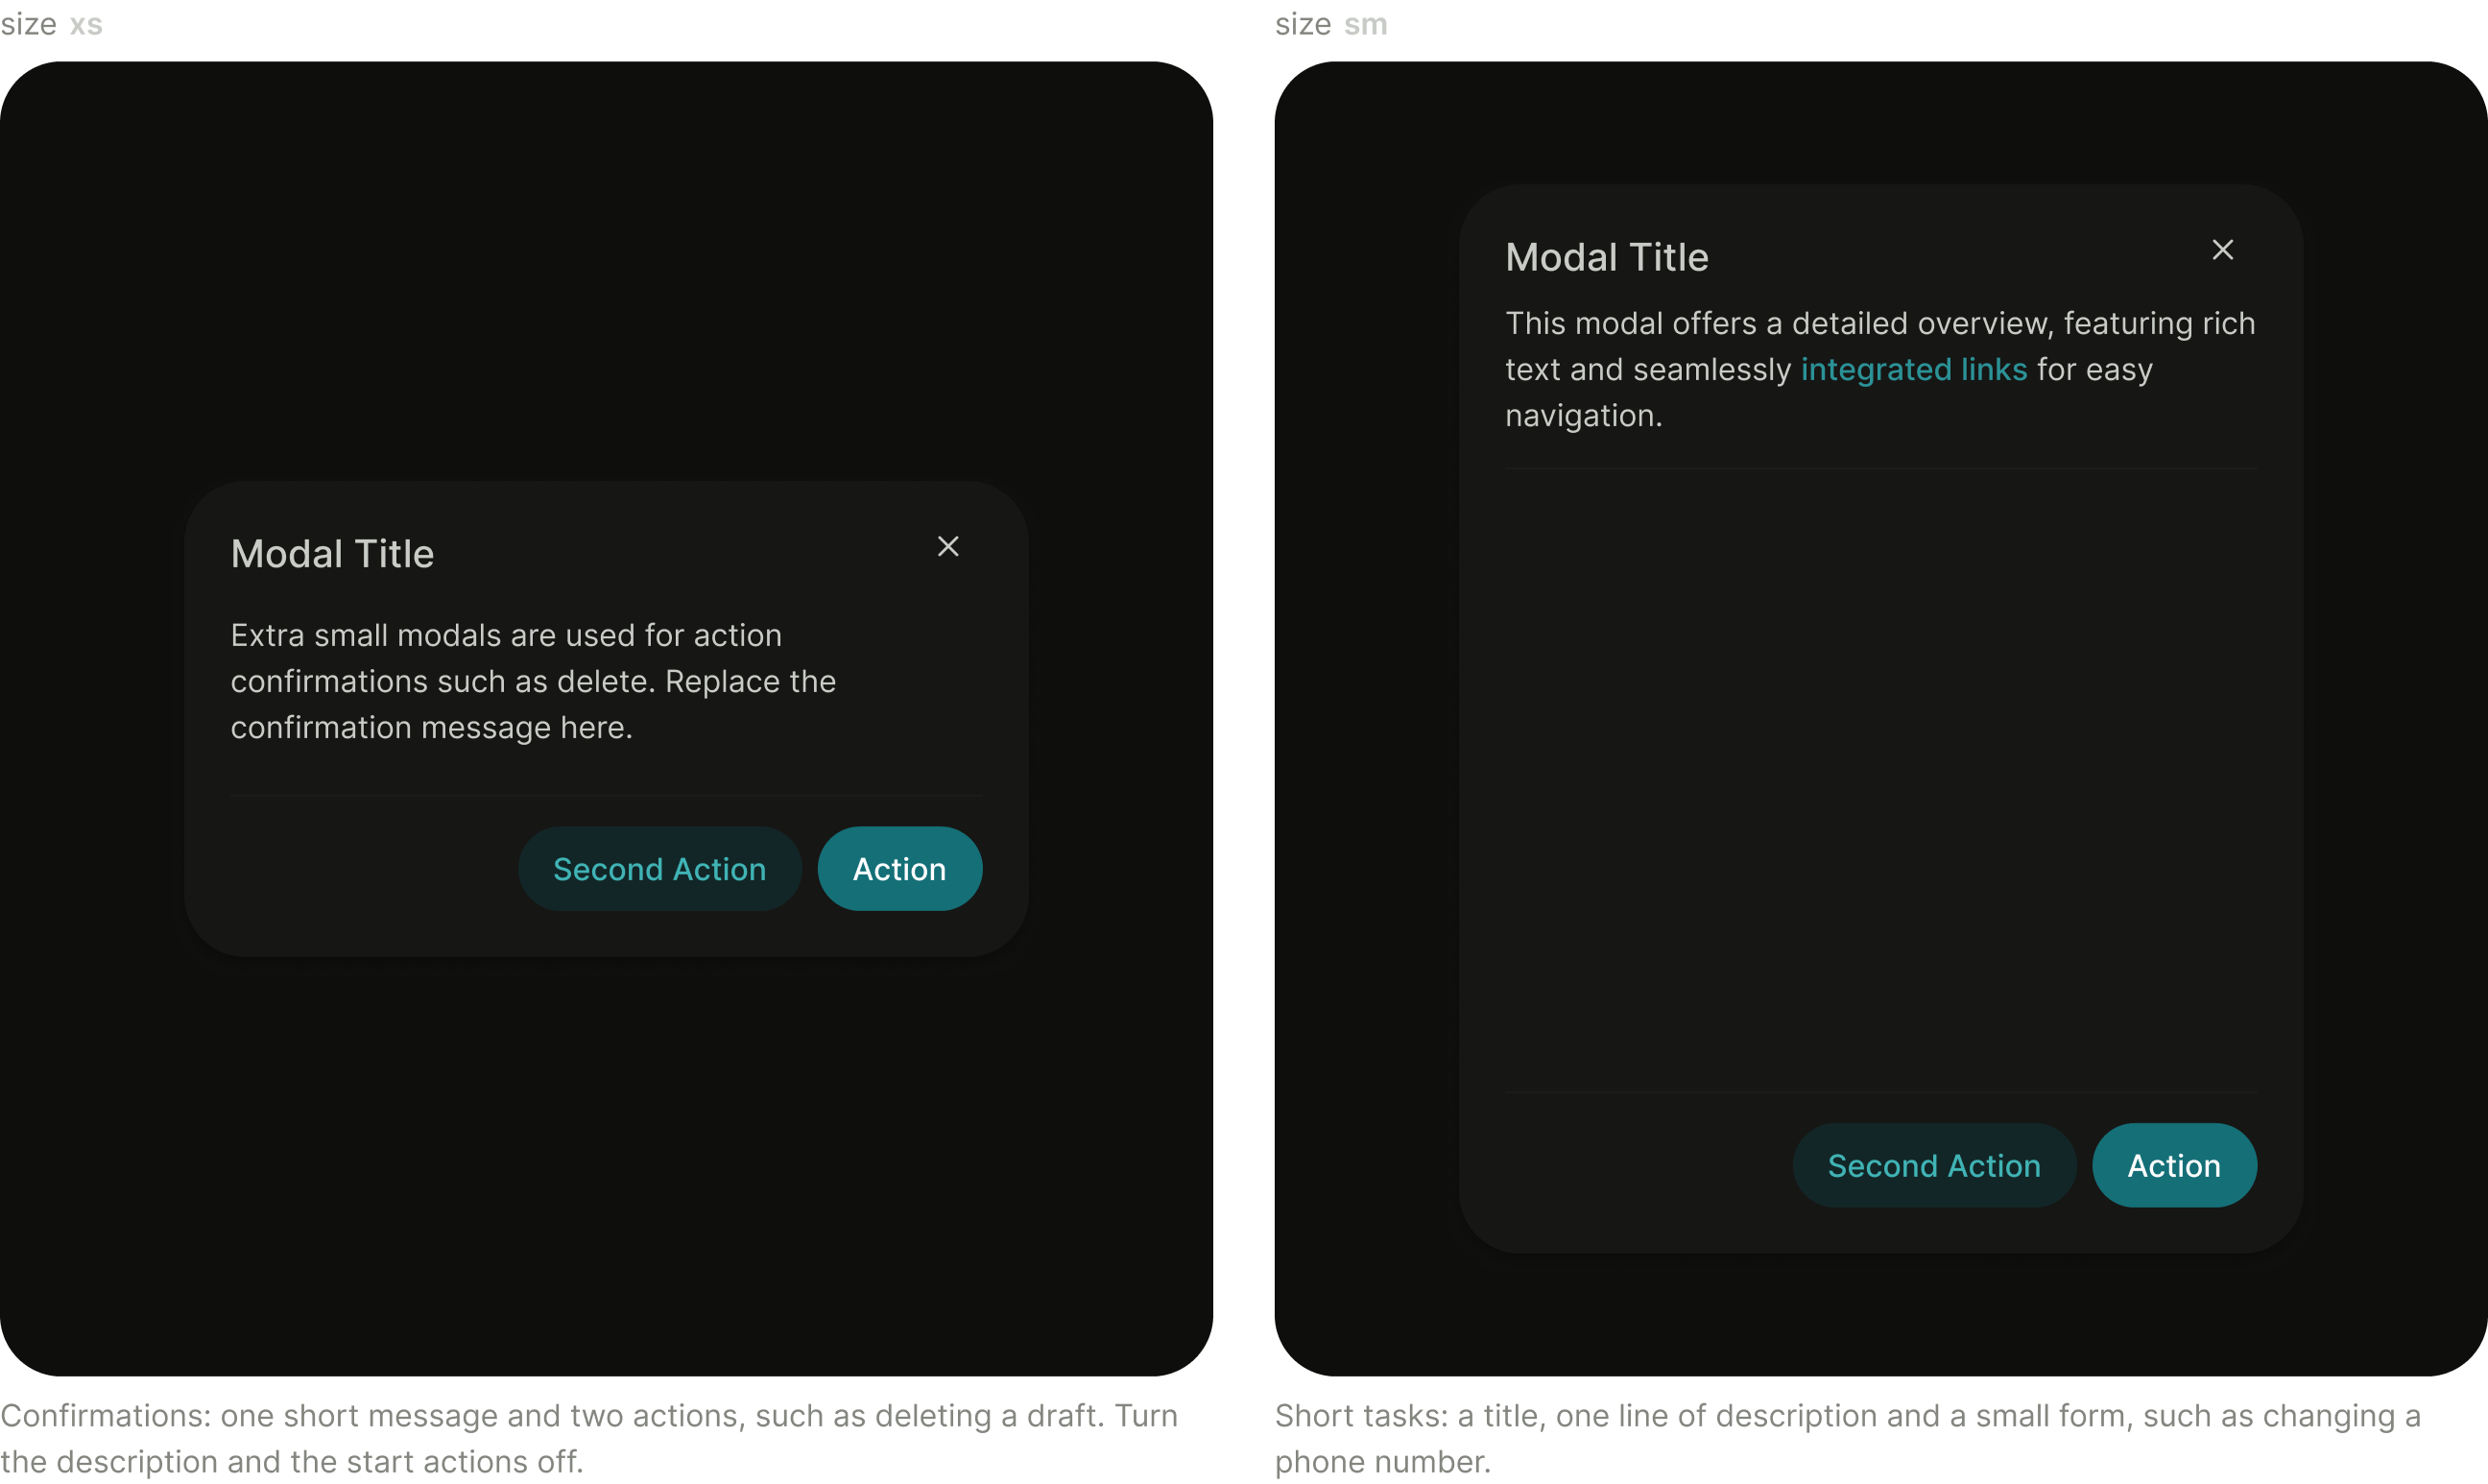 size xs
Modal Title
Extra small modals are used for action
confirmations such as delete. Replace the
confirmation message here.
Second Action
Action
Confirmations: one short message and two actions, such as deleting a draft. Turn
the description and the start actions off.
size sm
Modal Title
This modal offers a detailed overview, featuring rich
text and seamlessly integrated links for easy
navigation.
Second Action
Action
Short tasks: a title, one line of description and a small form, such as changing a
phone number.